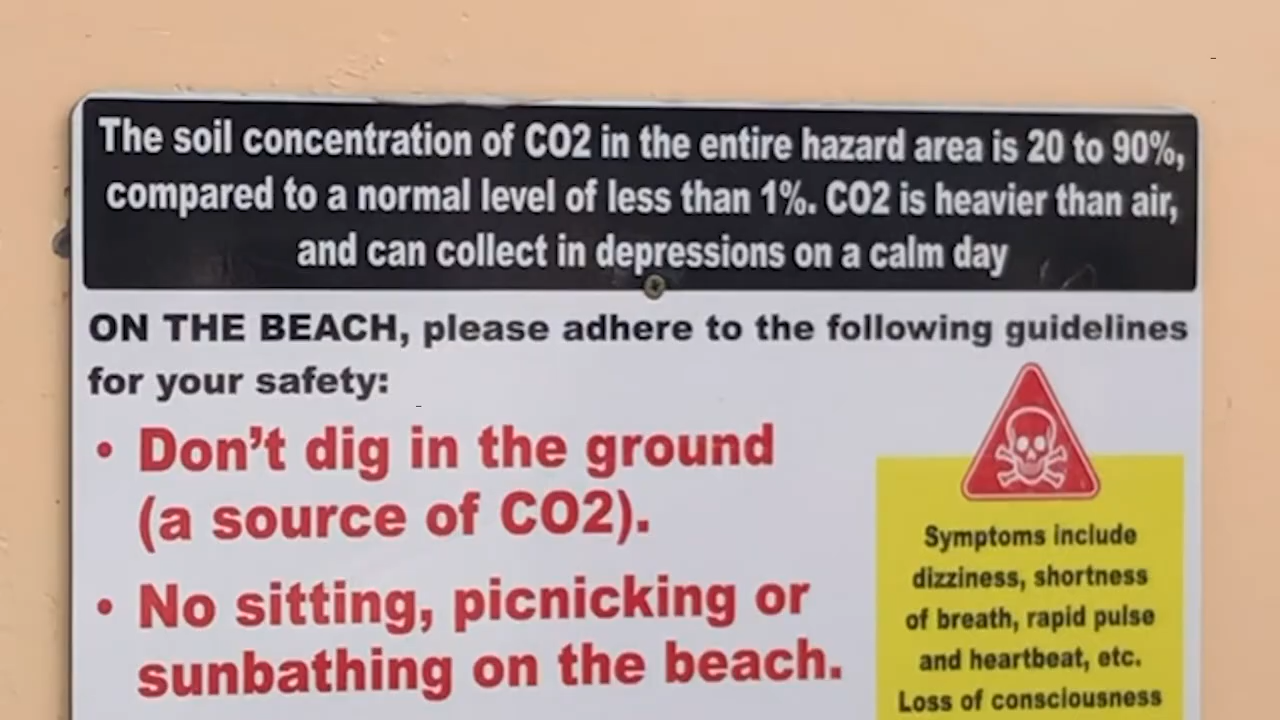 The soil concentration of CO2 in the entire hazard area is 20 to 90%,
compared to a normal level of less than 1%. CO2 is heavier than air,
and can collect in depressions on a calm day
ON THE BEACH, please adhere to the following guidelines
for your safety:
• Don't dig in the ground
(a source of CO2).
• No sitting, picnicking or
sunbathing on the beach.
Symptoms include
dizziness, shortness
of breath, rapid pulse
and heartbeat, etc.
Loss of consciousness